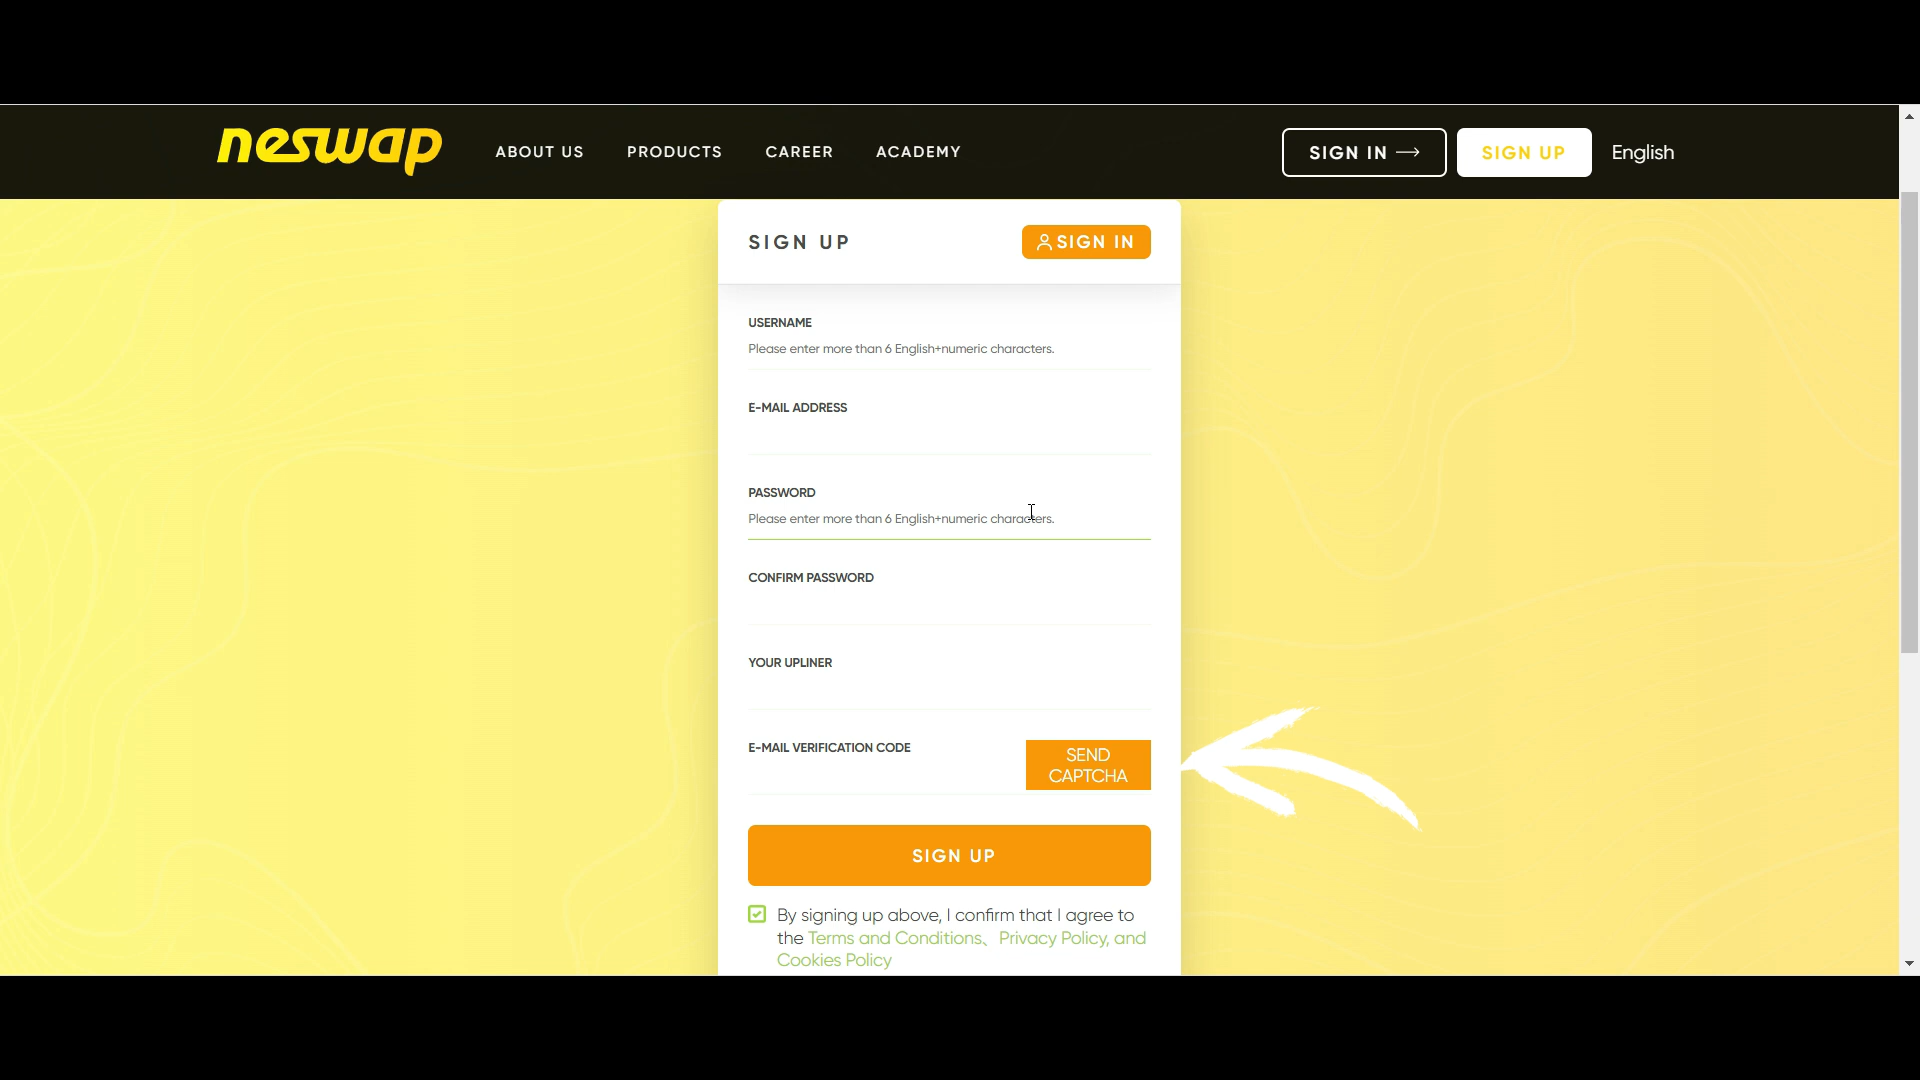 neswap
ABOUT US
PRODUCTS
CAREER
ACADEMY
SIGN IN
SIGN UP
English
SIGN UP
SIGN IN
USERNAME
Please enter more than 6 English+numeric characters.
E-MAIL ADDRESS
PASSWORD
Please enter more than 6 English+numeric characters.
CONFIRM PASSWORD
YOUR UPLINER
E-MAIL VERIFICATION CODE
SEND
CAPTCHA
SIGN UP
By signing up above, I confirm that I agree to
the Terms and Conditions、Privacy Policy, and
Cookies Policy